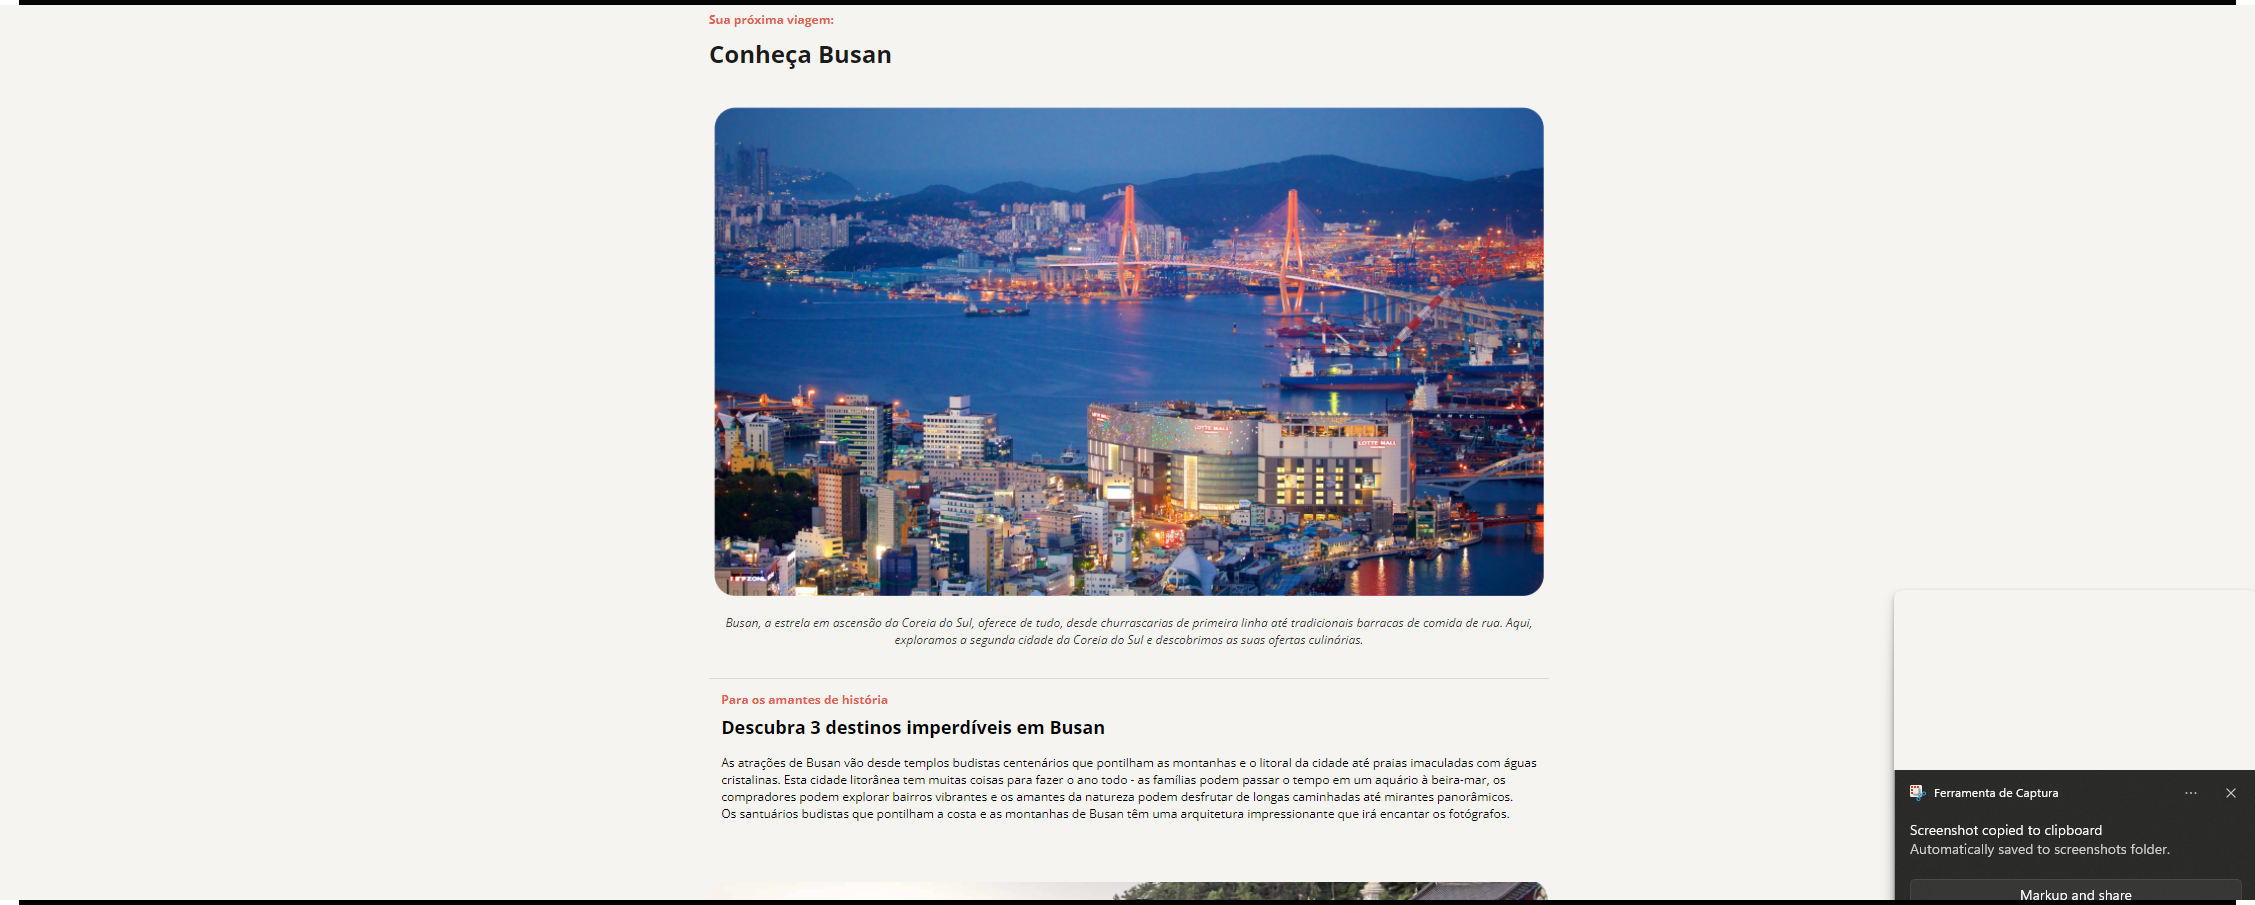 Sua próxima viagem:
Conheça Busan
LOTTE MALL
LOTTE MALL
Busan, a estrela em ascensão da Coreia do Sul, oferece de tudo, desde churrascarias de primeira linha até tradicionais barracas de comida de rua. Aqui,
exploramos a segunda cidade da Coreia do Sul e descobrimos as suas ofertas culinárias.
Para os amantes de história
Descubra 3 destinos imperdíveis em Busan
As atrações de Busan vão desde templos budistas centenários que pontilham as montanhas e o litoral da cidade até praias imaculadas com águas
cristalinas. Esta cidade litorânea tem muitas coisas para fazer o ano todo - as famílias podem passar o tempo em um aquário à beira-mar, os
compradores podem explorar bairros vibrantes e os amantes da natureza podem desfrutar de longas caminhadas até mirantes panorâmicos.
Os santuários budistas que pontilham a costa e as montanhas de Busan têm uma arquitetura impressionante que irá encantar os fotógrafos.
Ferramenta de Captura
Screenshot copied to clipboard
Automatically saved to screenshots folder.
Markup and share